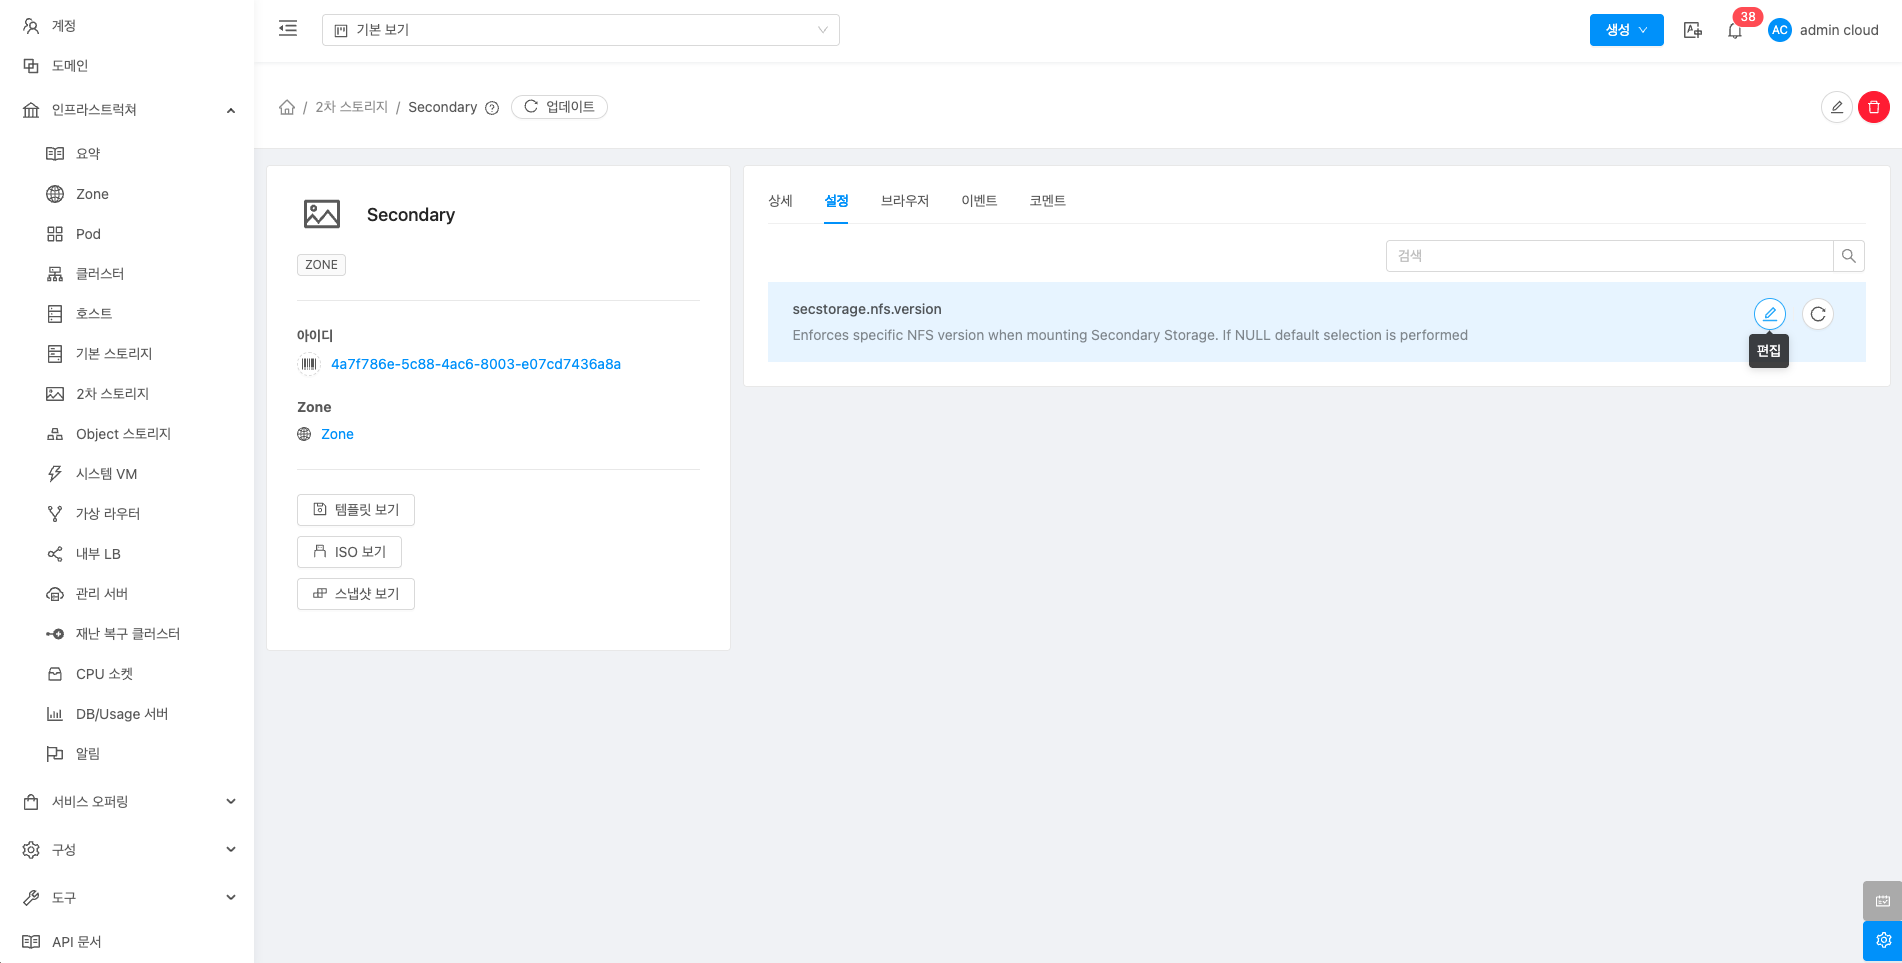 계정
도메인
인프라스트럭쳐
요약
Zone
Pod
클러스터
호스트
기본 스토리지
2차 스토리지
Object 스토리지
시스템 VM
가상 라우터
내부 LB
관리 서버
재난 복구 클러스터
CPU 소켓
DB/Usage 서버
알림
서비스 오퍼링
구성
도구
API 문서
기본 보기
생성
38
AC admin cloud
/ 2차 스토리지 / Secondary 업데이트
Secondary
ZONE
아이디
4a7f786e-5c88-4ac6-8003-e07cd7436a8a
Zone
Zone
템플릿 보기
ISO 보기
스냅샷 보기
상세 설정 브라우저 이벤트 코멘트
검색
secstorage.nfs.version
Enforces specific NFS version when mounting Secondary Storage. If NULL default selection is performed
편집